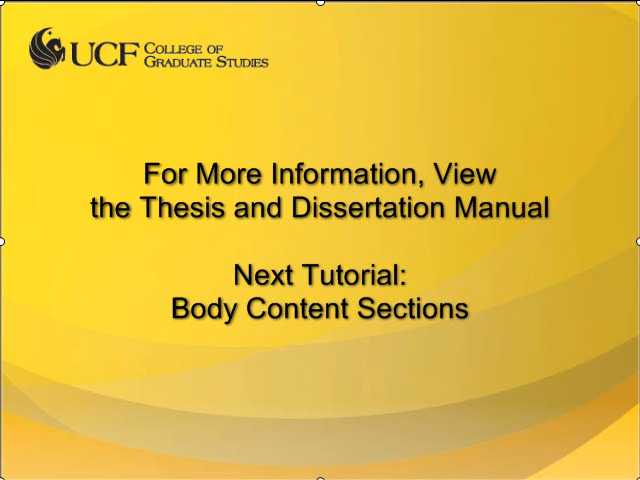 UCF College of
Graduate Studies
For More Information, View
the Thesis and Dissertation Manual
Next Tutorial:
Body Content Sections